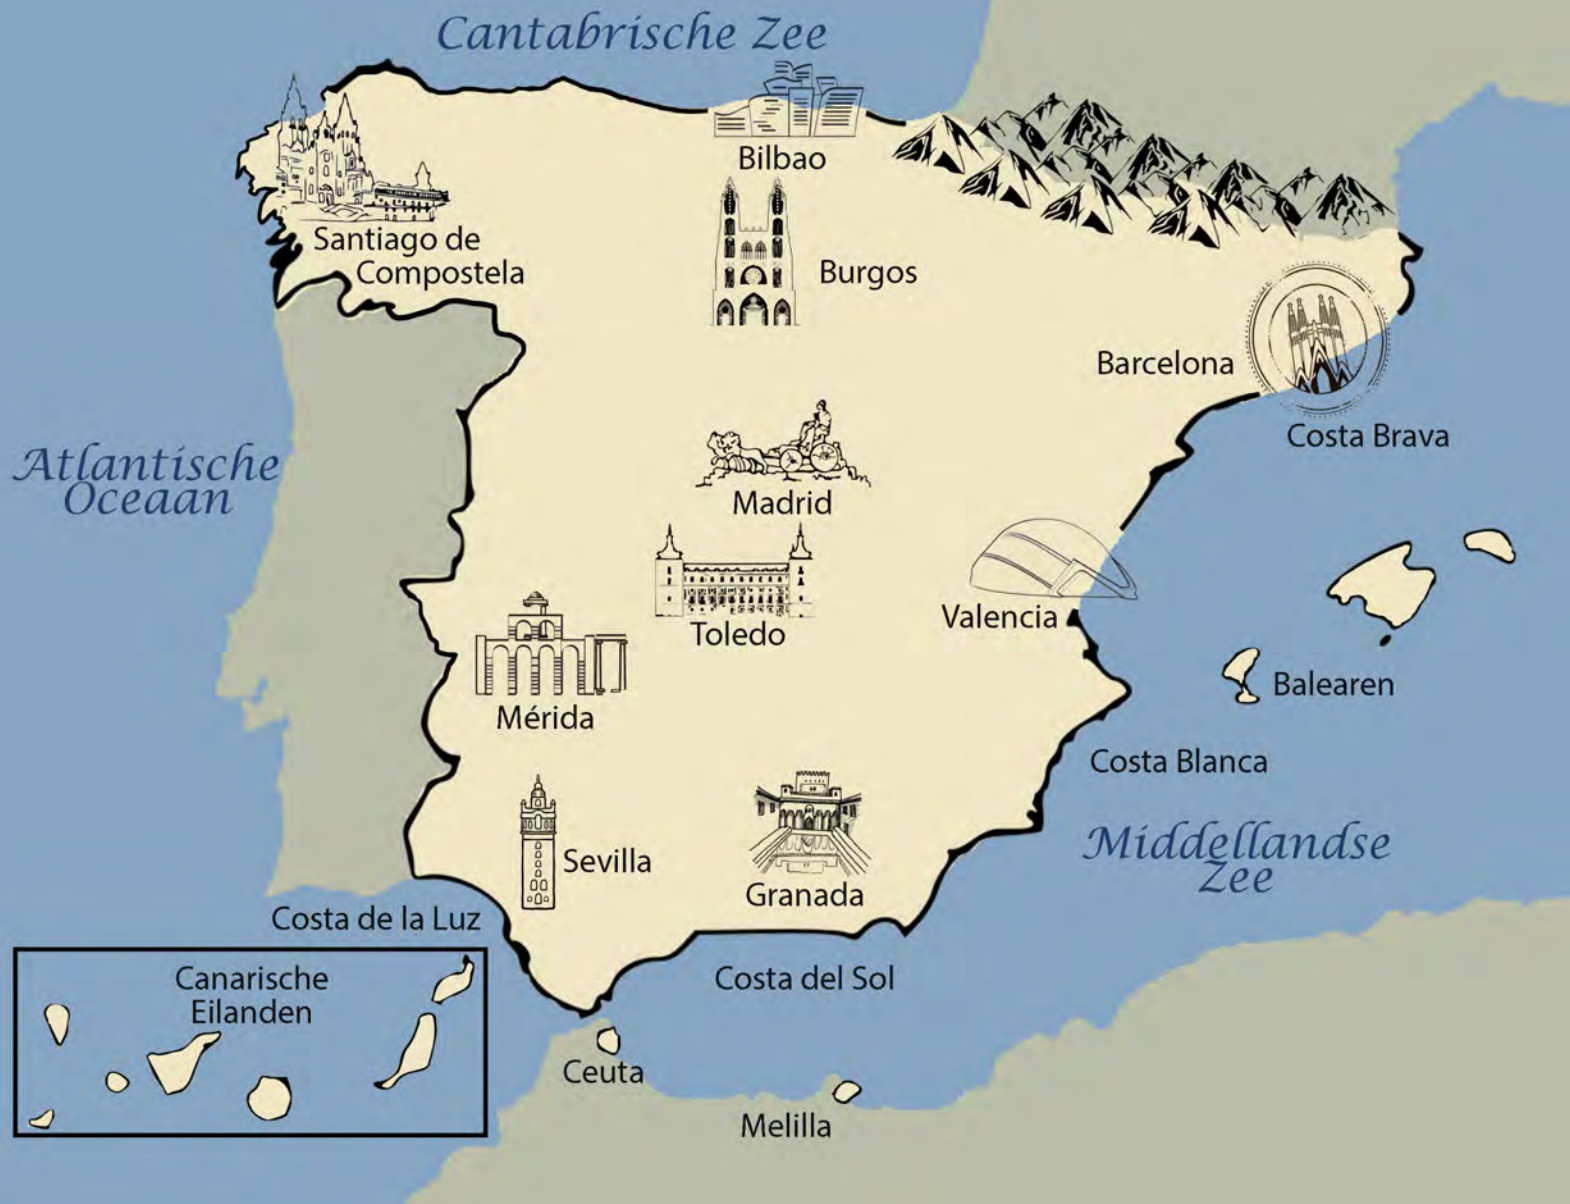 Cantabrische Zee
Bilbao
Santiago de
Compostela
Burgos
Barcelona
Costa Brava
Atlantische
Oceaan
Madrid
Valencia
Toledo
Balearen
Mérida
Costa Blanca
Middellandse
Zee
Sevilla
Granada
Costa de la Luz
Canarische
Eilanden
Costa del Sol
Ceuta
Melilla